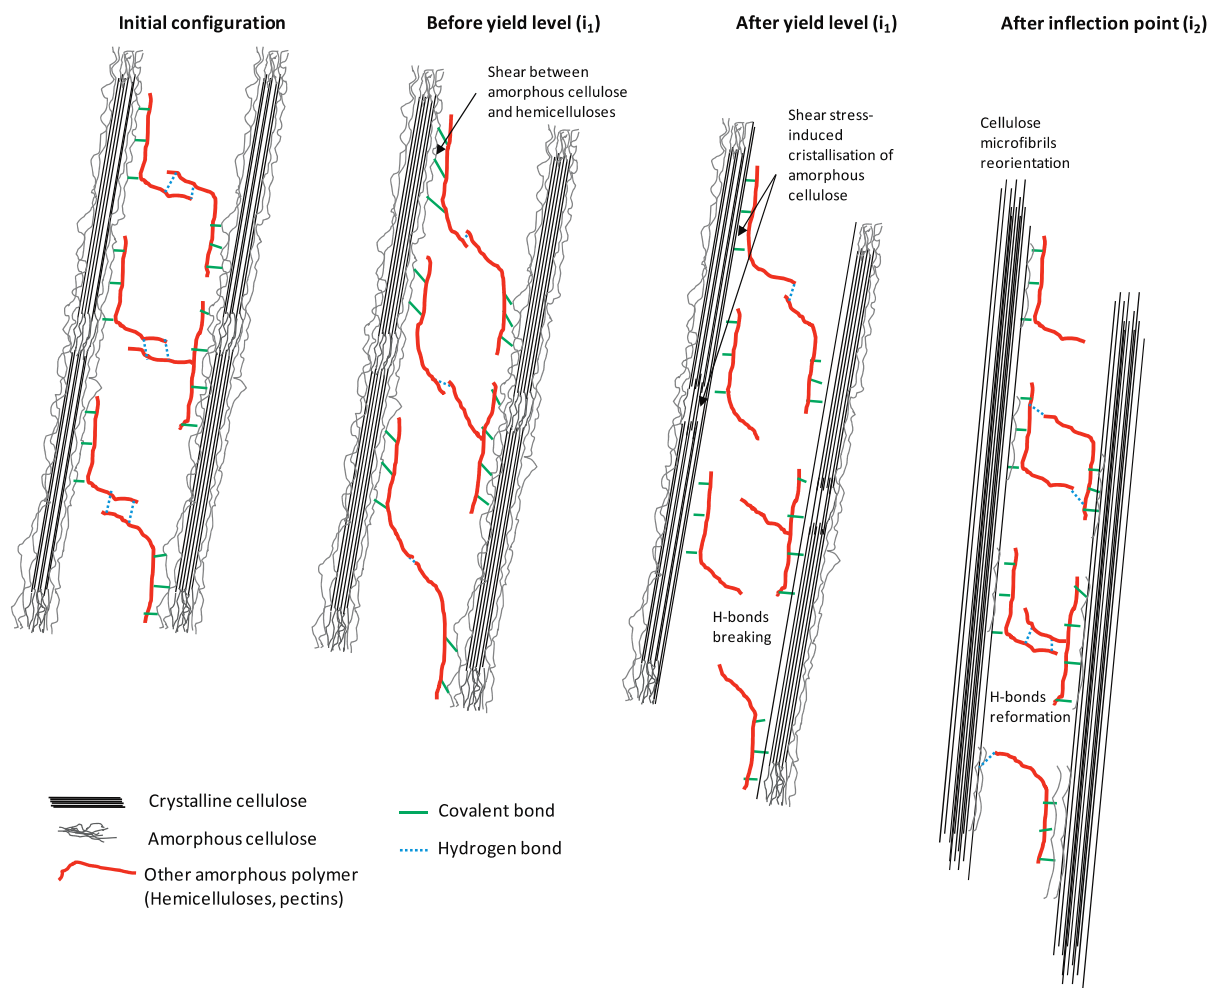 Initial configuration
Before yield level (i1)
After yield level (i1)
After inflection point (i2)
Shear between
amorphous cellulose
and hemicelluloses
Shear stress-
induced
cristallisation of
amorphous
cellulose
Cellulose
microfibrils
reorientation
H-bonds
breaking
H-bonds
reformation
Crystalline cellulose
Amorphous cellulose
Other amorphous polymer
(Hemicelluloses, pectins)
Covalent bond
Hydrogen bond